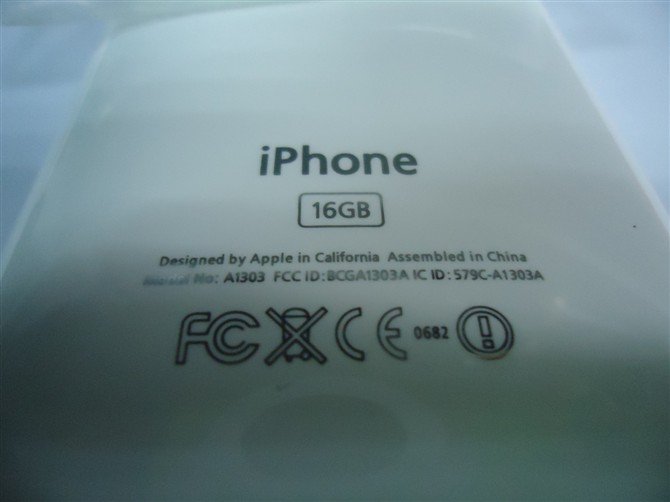 iPhone
16GB
Designed by Apple in California Assembled in China
Model No: A1303 FCC ID:BCGA1303A IC ID: 579C-A1303A
FC CE 0682